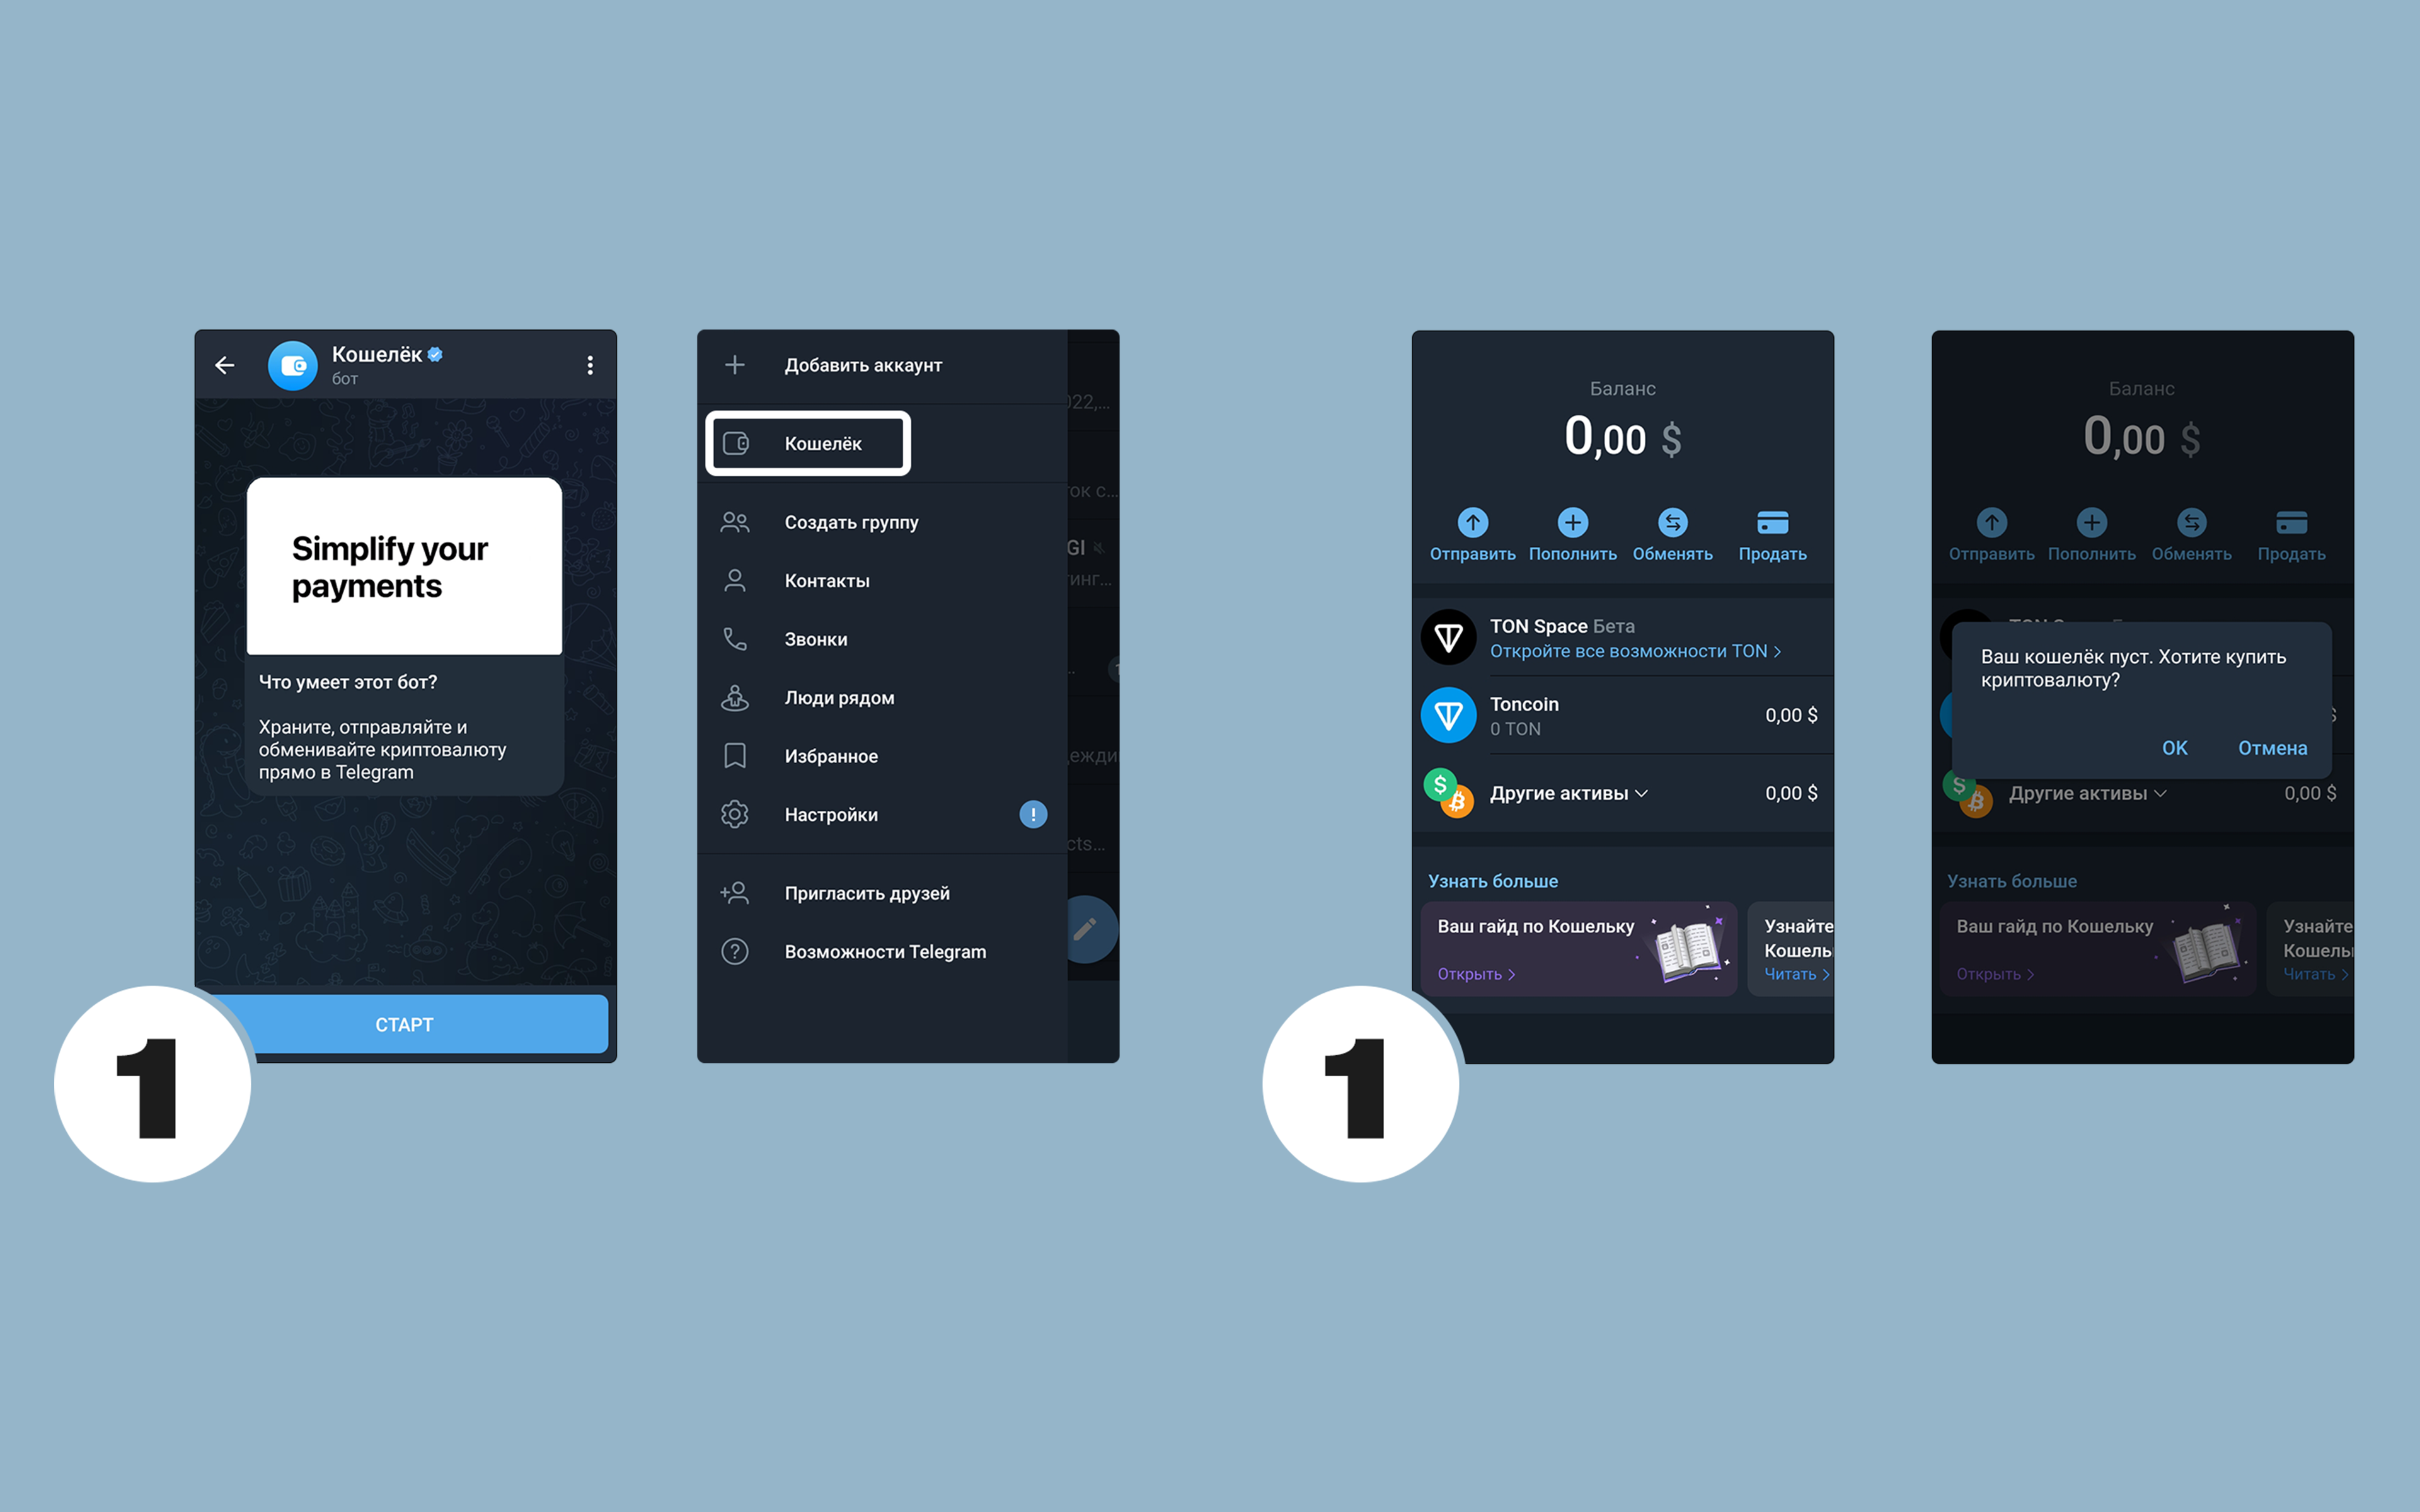 Кошелёк
бот
Simplify your
payments
Что умеет этот бот?
Храните, отправляйте и
обменивайте криптовалюту
прямо в Telegram
СТАРТ
1
Добавить аккаунт
Кошелёк
Создать группу
Контакты
Звонки
Люди рядом
Избранное
Настройки
!
Пригласить друзей
?
Возможности Telegram
Баланс
0,00 $
Отправить Пополнить Обменять Продать
TON Space Бета
Откройте все возможности TON >
Toncoin
0 TON
0,00 $
Другие активы
0,00 $
Узнать больше
Ваш гайд по Кошельку
Открыть >
Узнайте
Читать >
1
Баланс
0,00 $
Отправить Пополнить Обменять Продать
Ваш кошелёк пуст. Хотите купить
криптовалюту?
OK Отмена
Другие активы
0,00 $
Узнать больше
Ваш гайд по Кошельку
Открыть >
Узнайте
Читать >